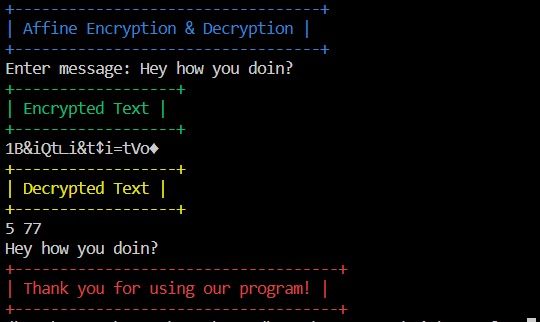 +--------------------------------+
| Affine Encryption & Decryption |
+--------------------------------+
Enter message: Hey how you doin?
+-----------------+
| Encrypted Text |
+-----------------+
1B&iQt∟i&t↕i=tVo♦
+-----------------+
| Decrypted Text |
+-----------------+
5 77
Hey how you doin?
+----------------------------------+
| Thank you for using our program! |
+----------------------------------+